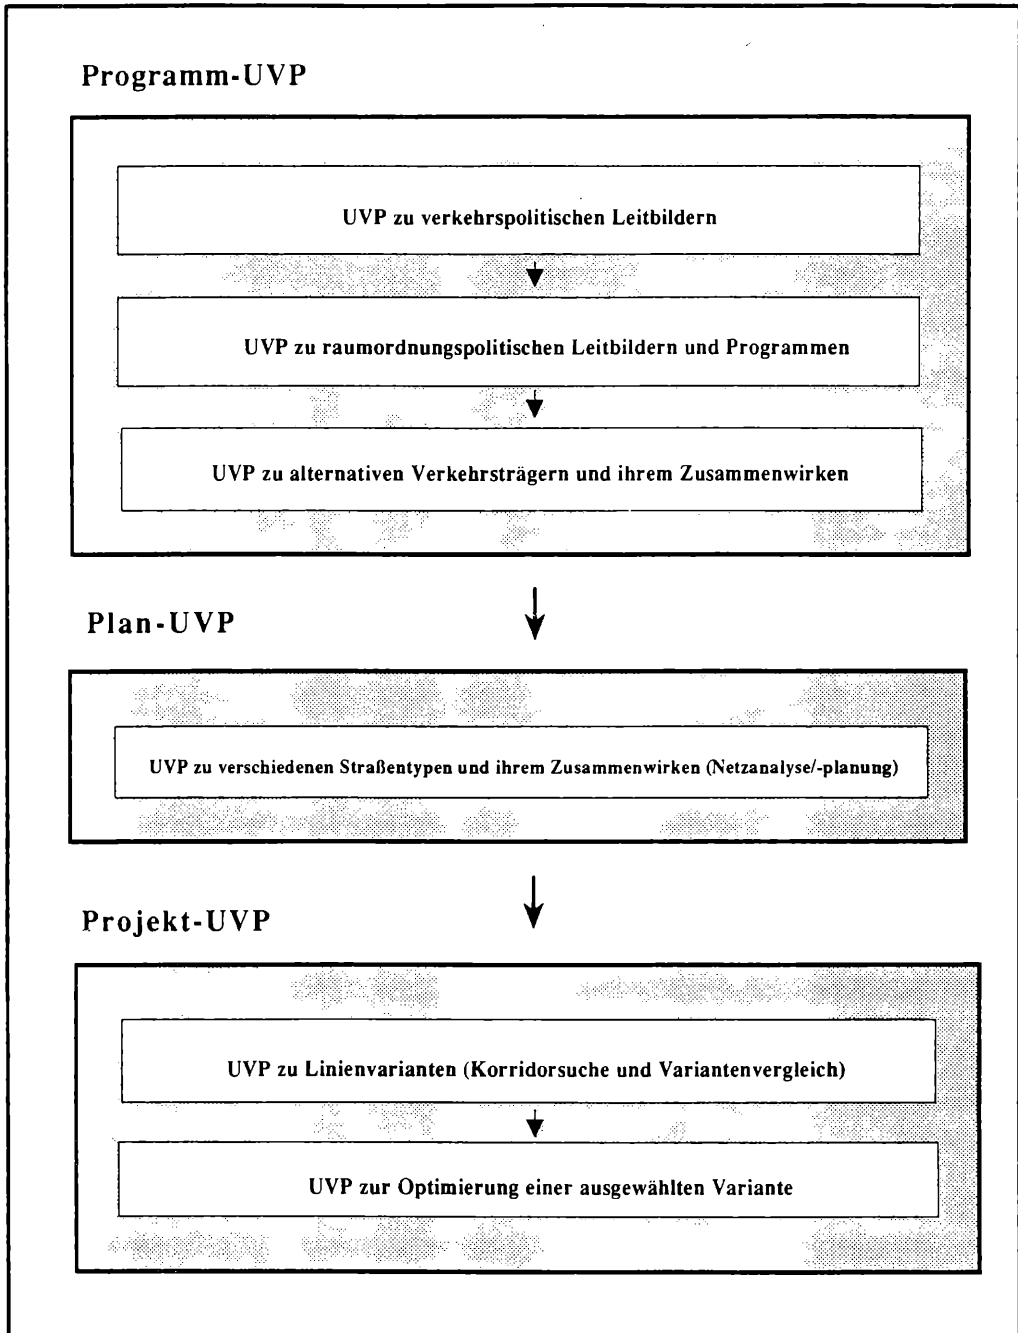 Programm-UVP
UVP zu verkehrspolitischen Leitbildern
UVP zu raumordnungspolitischen Leitbildern und Programmen
UVP zu alternativen Verkehrsträgern und ihrem Zusammenwirken
Plan-UVP
UVP zu verschiedenen Straßentypen und ihrem Zusammenwirken (Netzanalyse/-planung)
Projekt-UVP
UVP zu Linienvarianten (Korridorsuche und Variantenvergleich)
UVP zur Optimierung einer ausgewählten Variante